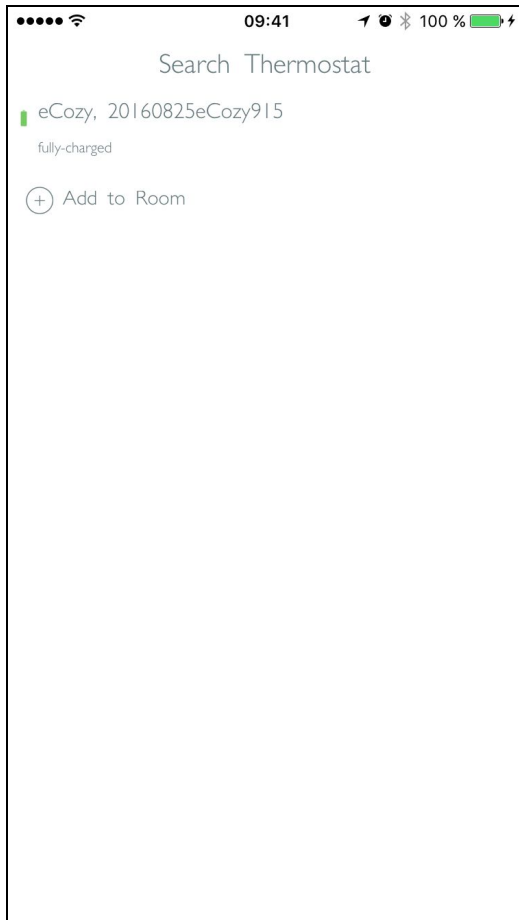 09:41 100 %
Search Thermostat
eCozy, 20160825eCozy915
fully-charged
Add to Room